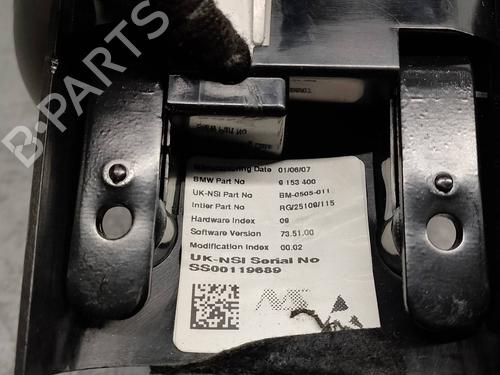 B-PARTS
Manufacturing Date 01/06/07
BMW Part No 9 153 400
UK-NSI Part No BM-0505-011
Intier Part No RG/25109/115
Hardware Index 09
Software Version 73.51.00
Modification Index 00.02
UK-NSI Serial No
SS00119689